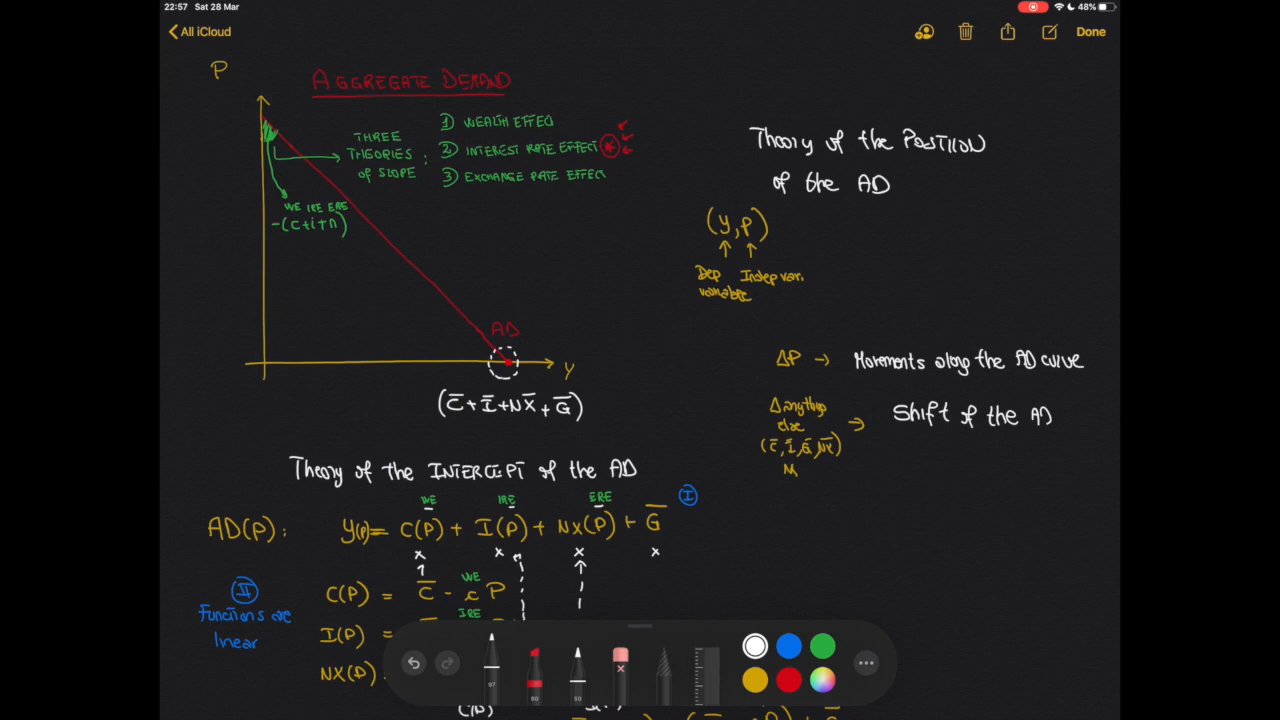 22:57 Sat 28 Mar
48%
All iCloud
Done
P
AGGREGATE DEMAND
THREE THEORIES of SLOPE :
① WEALTH EFFECT
② INTEREST RATE EFFECT *
③ EXCHANGE RATE EFFECT
WE IRE ERE
-(c+i+n)
AD
Y
(C̅ + I̅ + NX̅ + G̅)
Theory of the POSITION
of the AD
(Y, P)
Dep variable
Indep var.
ΔP → Movements along the AD curve
Δ anything
else
(C̅, I̅, G̅, NX̅)
M
→ Shift of the AD
Theory of the INTERCEPT of the AD
WE IRE ERE
AD(P): Y(P) = C(P) + I(P) + NX(P) + G̅ Ⓘ
x x x x
II
Functions are
linear
WE
C(P) = C̅ - c P
IRE
I(P) =
NX(P)
97
80
50